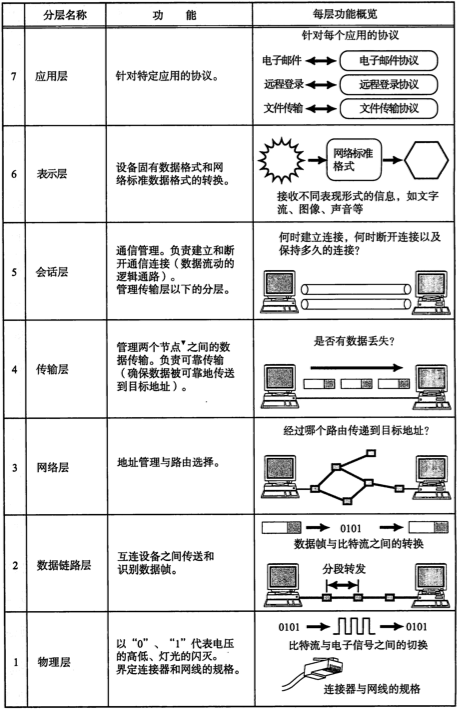 分层名称 功 能 每层功能概览
针对每个应用的协议
7 应用层 针对特定应用的协议。
电子邮件 电子邮件协议
远程登录 远程登录协议
文件传输 文件传输协议
6 表示层
设备固有数据格式和网
络标准数据格式的转换。
网络标准
格式
接收不同表现形式的信息，如文字
流、图像、声音等
5 会话层
通信管理。负责建立和断
开通信连接（数据流动的
逻辑通路）。
管理传输层以下的分层。
何时建立连接，何时断开连接以及
保持多久的连接？
4 传输层
管理两个节点▼之间的数
据传输。负责可靠传输
（确保数据被可靠地传送
到目标地址）。
是否有数据丢失？
3 网络层 地址管理与路由选择。
经过哪个路由传递到目标地址？
2 数据链路层
互连设备之间传送和
识别数据帧。
0101
数据帧与比特流之间的转换
分段转发
1 物理层
以“0”、“1”代表电压
的高低、灯光的闪灭。
界定连接器和网线的规格。
0101 0101
比特流与电子信号之间的切换
连接器与网线的规格